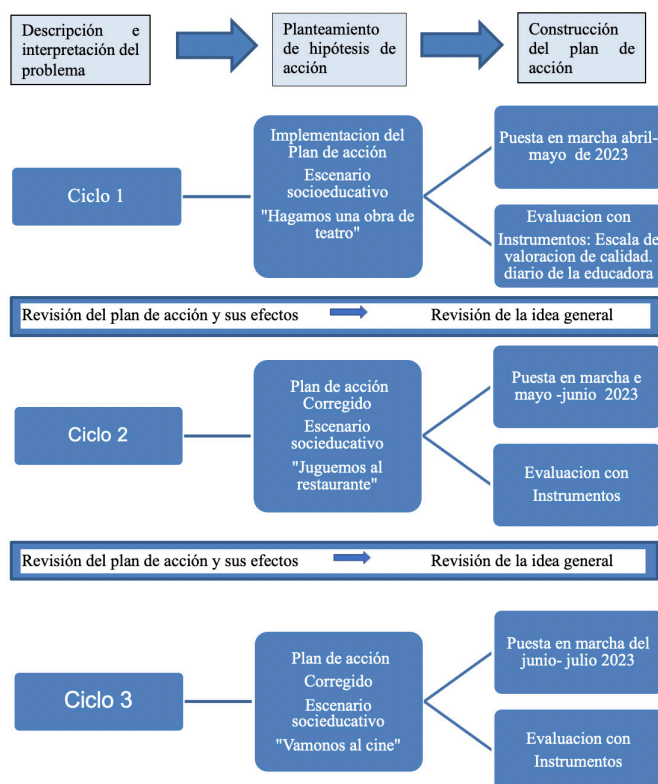 Descripción e
interpretación del
problema
Planteamiento
de hipótesis de
acción
Construcción
del plan de
acción
Ciclo 1
Implementacion del
Plan de acción
Escenario
socioeducativo
"Hagamos una obra de
teatro"
Puesta en marcha abril-
mayo de 2023
Evaluacion con
Instrumentos: Escala de
valoracion de calidad.
diario de la educadora
Revisión del plan de acción y sus efectos
Revisión de la idea general
Ciclo 2
Plan de acción
Corregido
Escenario
socieducativo
"Juguemos al
restaurante"
Puesta en marcha e
mayo -junio 2023
Evaluacion con
Instrumentos
Revisión del plan de acción y sus efectos
Revisión de la idea general
Ciclo 3
Plan de acción
Corregido
Escenario
socieducativo
"Vamonos al cine"
Puesta en marcha del
junio- julio 2023
Evaluacion con
Instrumentos